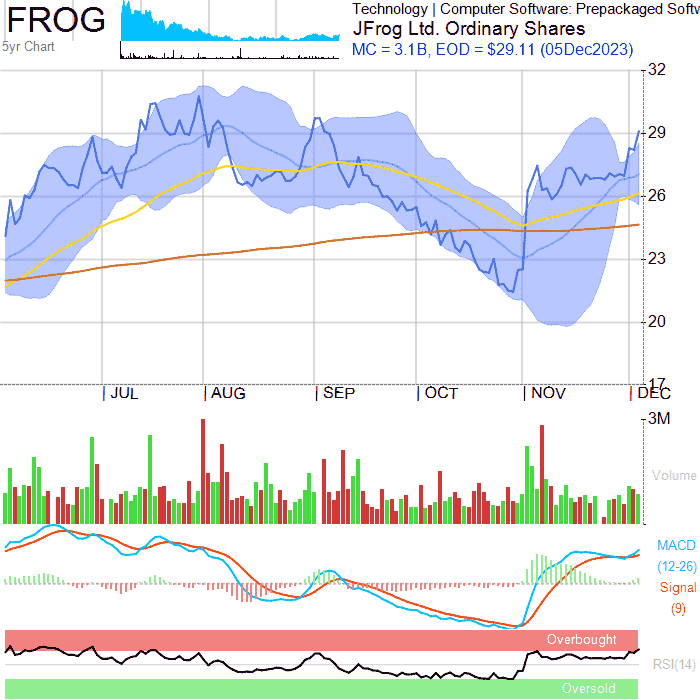 FROG
5yr Chart
Technology | Computer Software: Prepackaged Softw
JFrog Ltd. Ordinary Shares
MC = 3.1B, EOD = $29.11 (05Dec2023)
32
29
26
23
20
17
JUL AUG SEP OCT NOV DEC
3M
Volume
MACD
(12-26)
Signal
(9)
Overbought
RSI(14)
Oversold